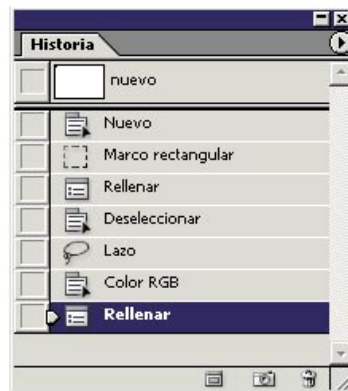 Historia
nuevo
Nuevo
Marco rectangular
Rellenar
Deseleccionar
Lazo
Color RGB
Rellenar